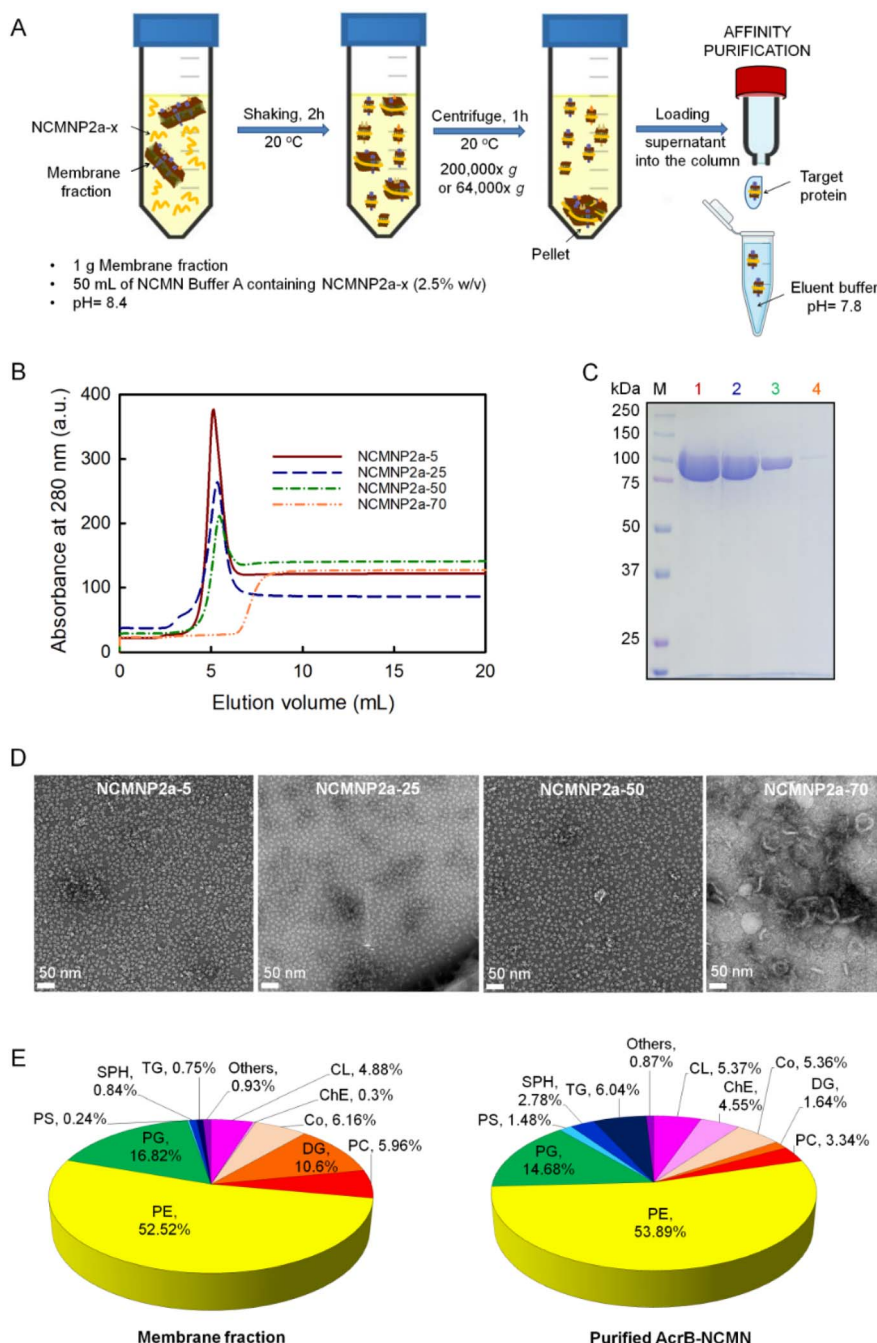 A
AFFINITY
PURIFICATION
NCMNP2a-x
Membrane
fraction
Shaking, 2h
20 °C
Centrifuge, 1h
20 °C
200,000x g
or 64,000x g
Loading
supernatant
into the column
Pellet
Target
protein
Eluent buffer
pH= 7.8
• 1 g Membrane fraction
• 50 mL of NCMN Buffer A containing NCMNP2a-x (2.5% w/v)
• pH= 8.4
B
Absorbance at 280 nm (a.u.)
400
300
200
100
0
0 5 10 15 20
Elution volume (mL)
NCMNP2a-5
NCMNP2a-25
NCMNP2a-50
NCMNP2a-70
C
kDa M 1 2 3 4
250
150
100
75
50
37
25
D
NCMNP2a-5
50 nm
NCMNP2a-25
50 nm
NCMNP2a-50
50 nm
NCMNP2a-70
50 nm
E
PS, 0.24%
SPH,
0.84%
TG, 0.75%
Others,
0.93%
CL, 4.88%
ChE, 0.3%
Co, 6.16%
PC, 5.96%
PG,
16.82%
DG,
10.6%
PE,
52.52%
Membrane fraction
PS, 1.48%
SPH,
2.78%
TG, 6.04%
Others,
0.87%
CL, 5.37%
ChE,
4.55%
Co, 5.36%
DG,
1.64%
PC, 3.34%
PG,
14.68%
PE,
53.89%
Purified AcrB-NCMN